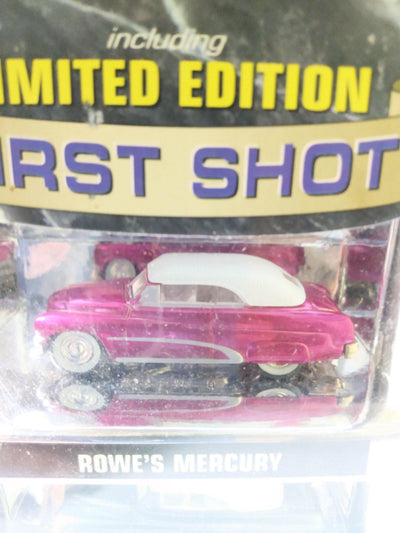 including
IMITED EDITION
IRST SHOT
ROWE'S MERCURY